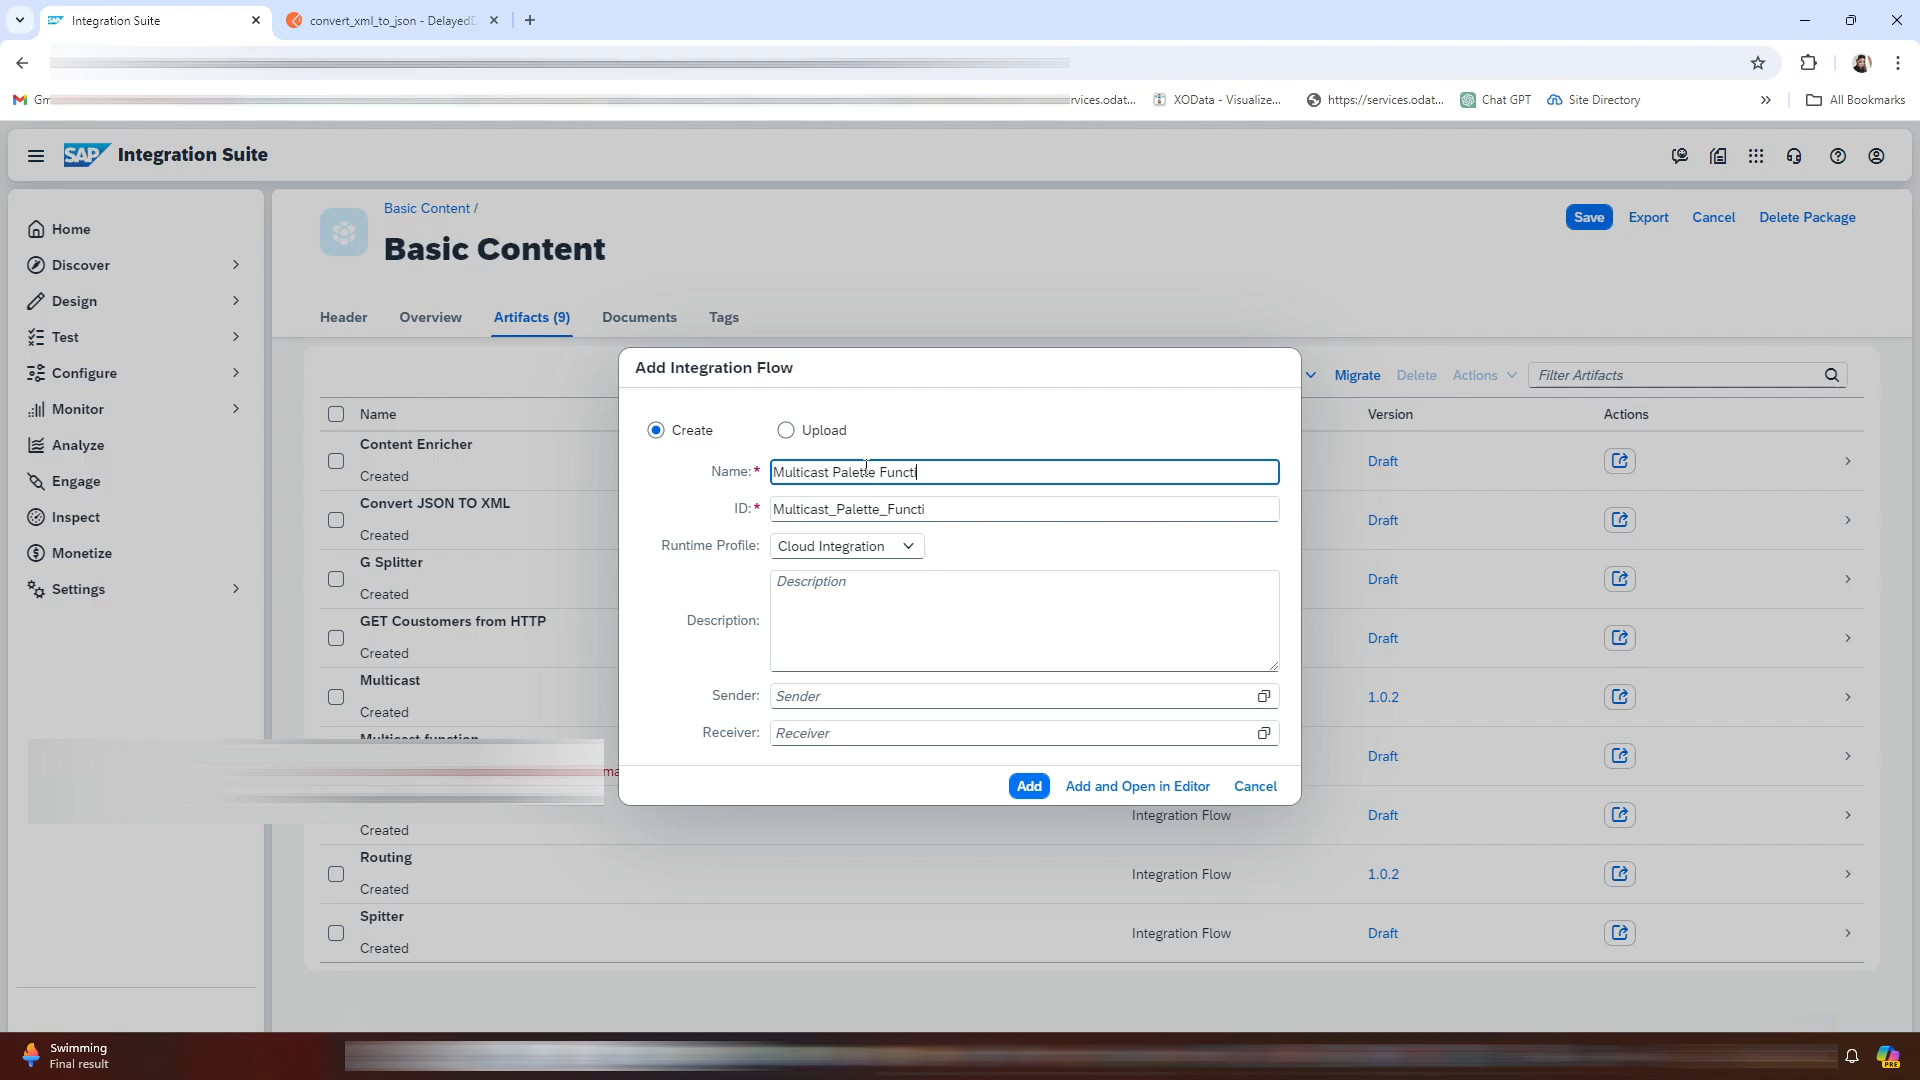 Integration Suite
convert_xml_to_json - Delayed
rvices.odat...
XOData - Visualize...
https://services.odat...
Chat GPT
Site Directory
All Bookmarks
SAP Integration Suite
Home
Discover
Design
Test
Configure
Monitor
Analyze
Engage
Inspect
Monetize
Settings
Basic Content /
Basic Content
Save
Export
Cancel
Delete Package
Header
Overview
Artifacts (9)
Documents
Tags
Migrate
Delete
Actions
Filter Artifacts
Name
Version
Actions
Content Enricher
Created
Draft
Convert JSON TO XML
Created
Draft
G Splitter
Created
Draft
GET Coustomers from HTTP
Created
Draft
Multicast
Created
1.0.2
Multicast function
Draft
Created
Integration Flow
Draft
Routing
Created
Integration Flow
1.0.2
Spitter
Created
Integration Flow
Draft
Add Integration Flow
Create
Upload
Name:*
Multicast Palette Functi
ID:*
Multicast_Palette_Functi
Runtime Profile:
Cloud Integration
Description:
Description
Sender:
Sender
Receiver:
Receiver
Add
Add and Open in Editor
Cancel
Swimming
Final result
PRE